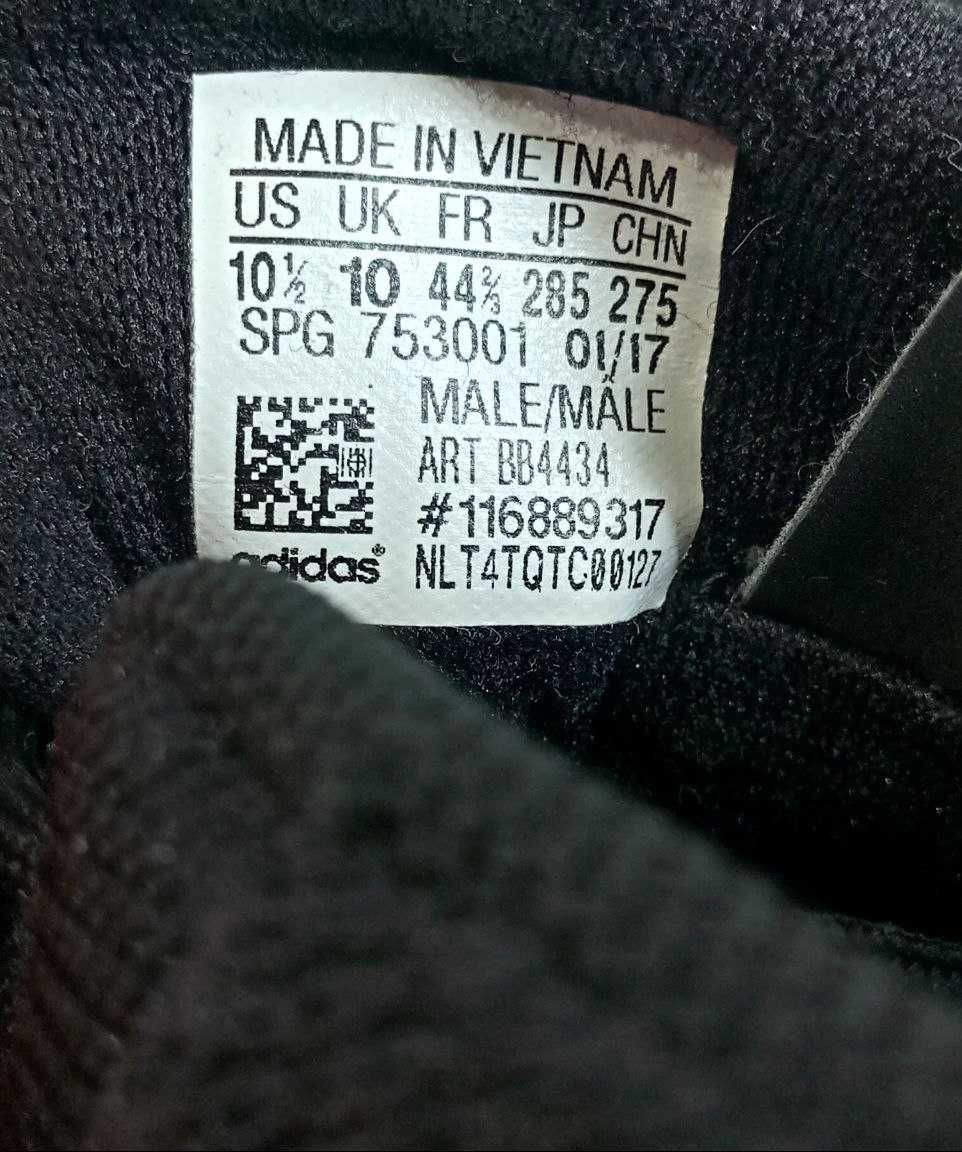 MADE IN VIETNAM
US UK FR JP CHN
10½ 10 44⅔ 285 275
SPG 753001 01/17
MALE/MÂLE
ART BB4434
#116889317
adidas® NLT4TQTC00127